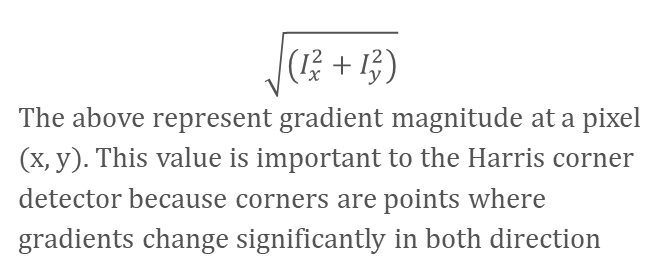 √(I_x^2 + I_y^2)
The above represent gradient magnitude at a pixel
(x, y). This value is important to the Harris corner
detector because corners are points where
gradients change significantly in both direction